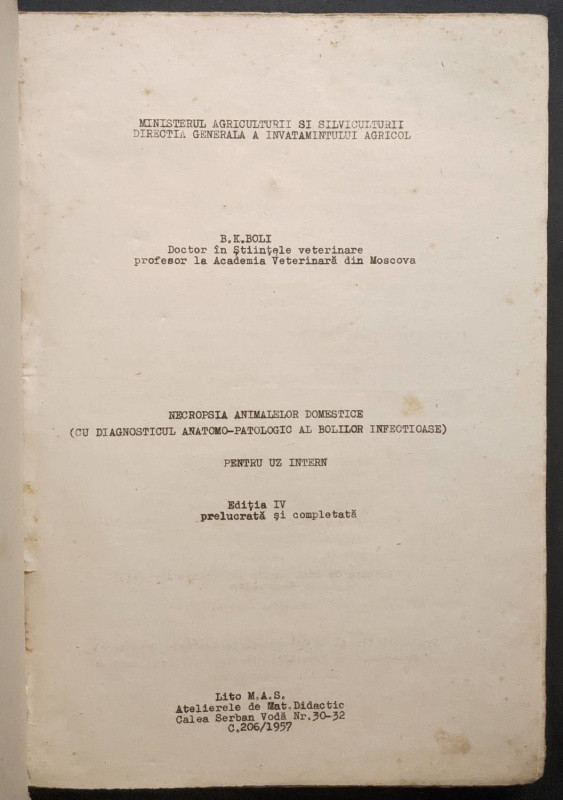 MINISTERUL AGRICULTURII SI SILVICULTURII
DIRECTIA GENERALA A INVATAMINTULUI AGRICOL
B.K.BOLI
Doctor în Ştiinţele veterinare
profesor la Academia Veterinară din Moscova
NECROPSIA ANIMALELOR DOMESTICE
(CU DIAGNOSTICUL ANATOMO-PATOLOGIC AL BOLILOR INFECTIOASE)
PENTRU UZ INTERN
Ediţia IV
prelucrată şi completată
Lito M.A.S.
Atelierele de Mat.Didactic
Calea Serban Vodă Nr.30-32
C.206/1957